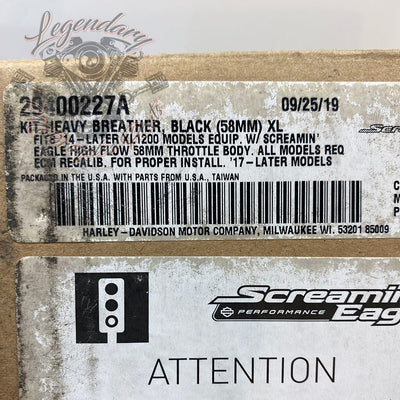 Legendary
29400227A 09/25/19
KIT,HEAVY BREATHER, BLACK (58MM) XL
FITS '14-LATER XL1200 MODELS EQUIP. W/ SCREAMIN'
EAGLE HIGH FLOW 58MM THROTTLE BODY. ALL MODELS REQ
ECM RECALIB. FOR PROPER INSTALL. '17-LATER MODELS
PACKAGED IN THE U.S.A. WITH PARTS FROM U.S.A., TAIWAN
HARLEY-DAVIDSON MOTOR COMPANY, MILWAUKEE WI. 53201 85009
Screamin
PERFORMANCE Eag
ATTENTION